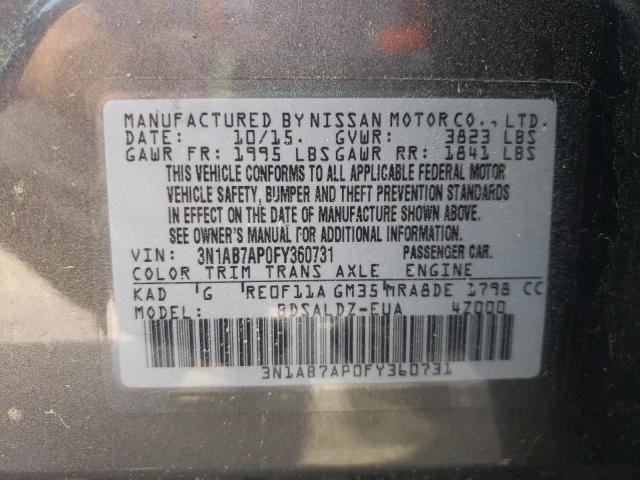 MANUFACTURED BY NISSAN MOTOR CO., LTD.
DATE: 10/15. GVWR: 3823 LBS
GAWR FR: 1995 LBS GAWR RR: 1841 LBS
THIS VEHICLE CONFORMS TO ALL APPLICABLE FEDERAL MOTOR
VEHICLE SAFETY, BUMPER AND THEFT PREVENTION STANDARDS
IN EFFECT ON THE DATE OF MANUFACTURE SHOWN ABOVE.
SEE OWNER'S MANUAL FOR ADDITIONAL INFORMATION.
VIN: 3N1AB7AP0FY360731 PASSENGER CAR.
COLOR TRIM TRANS AXLE ENGINE
KAD G RE0F11A GM35 MRA8DE 1798 CC
MODEL: BDSALDZ-EUA 4Z000
3N1AB7AP0FY360731